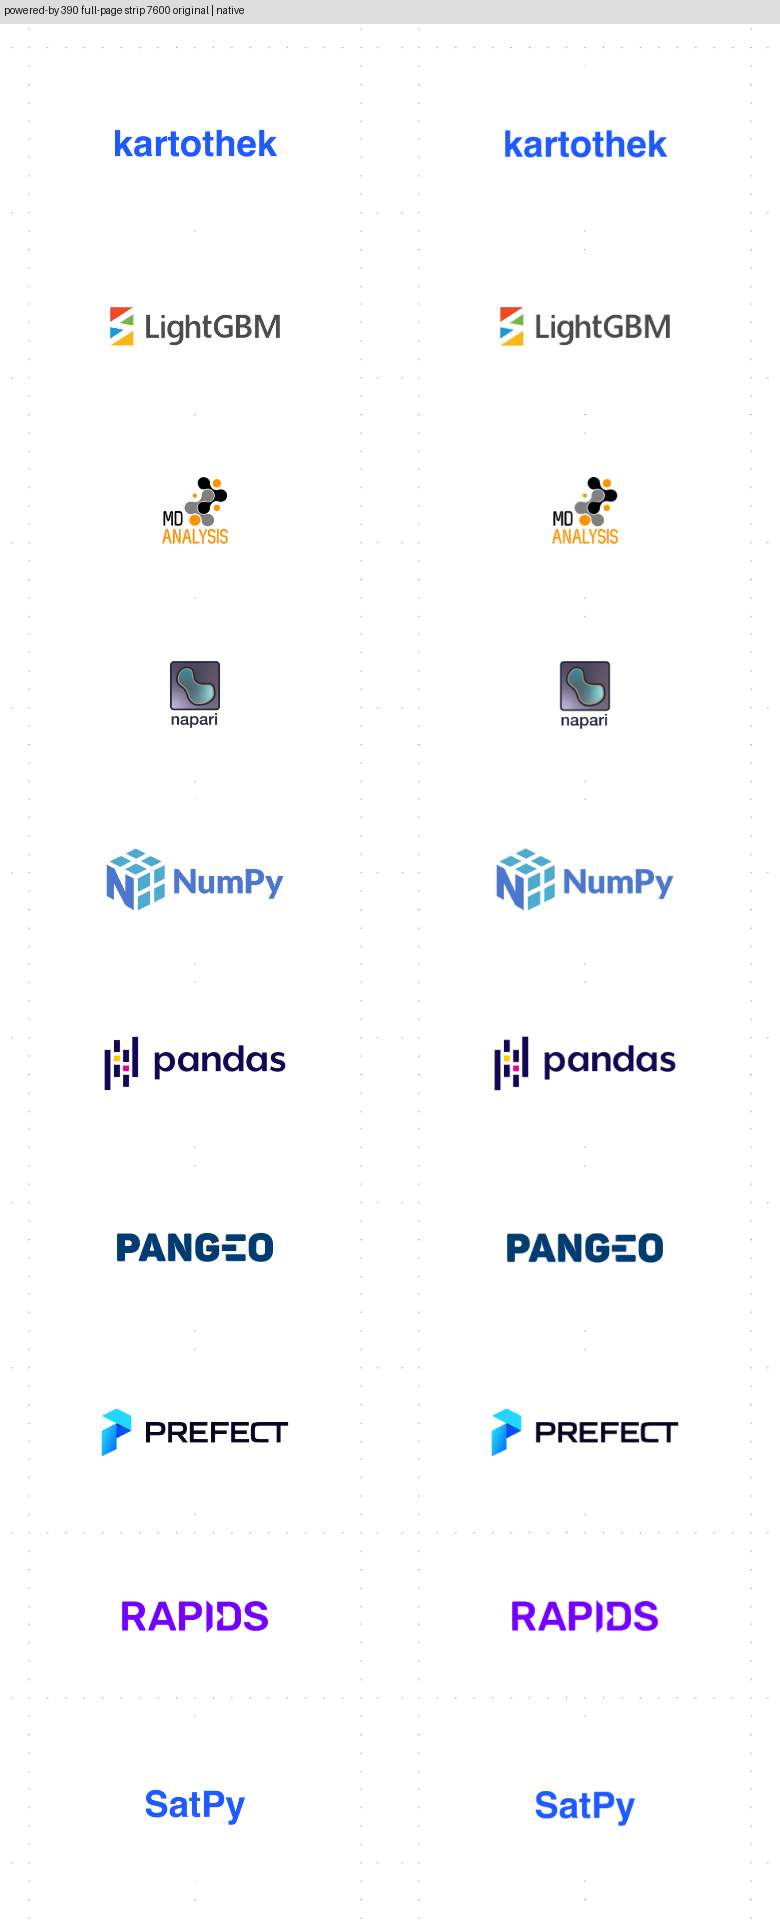 powered-by 390 full-page strip 7600 original | native
kartothek kartothek
LightGBM LightGBM
MD MD
ANALYSIS ANALYSIS
napari napari
NumPy NumPy
pandas pandas
PANGEO PANGEO
PREFECT PREFECT
RAPIDS RAPIDS
SatPy SatPy